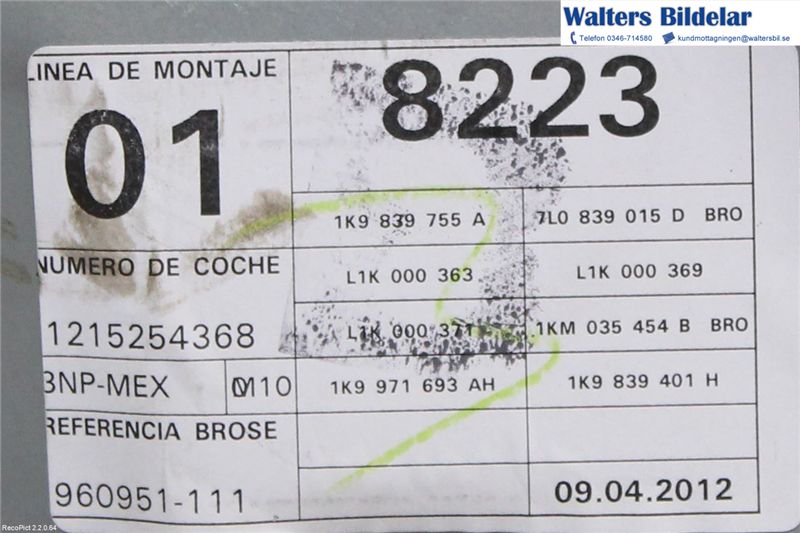 Walters Bildelar
Telefon 0346-714580 kundmottagningen@waltersbil.se
LINEA DE MONTAJE
01
8223
1K9 839 755 A
7L0 839 015 D BRO
NUMERO DE COCHE
L1K 000 363
L1K 000 369
1215254368
L1K 000 371
1KM 035 454 B BRO
3NP-MEX
M10
1K9 971 693 AH
1K9 839 401 H
REFERENCIA BROSE
960951-111
09.04.2012
RecoPict 2.2.0.64